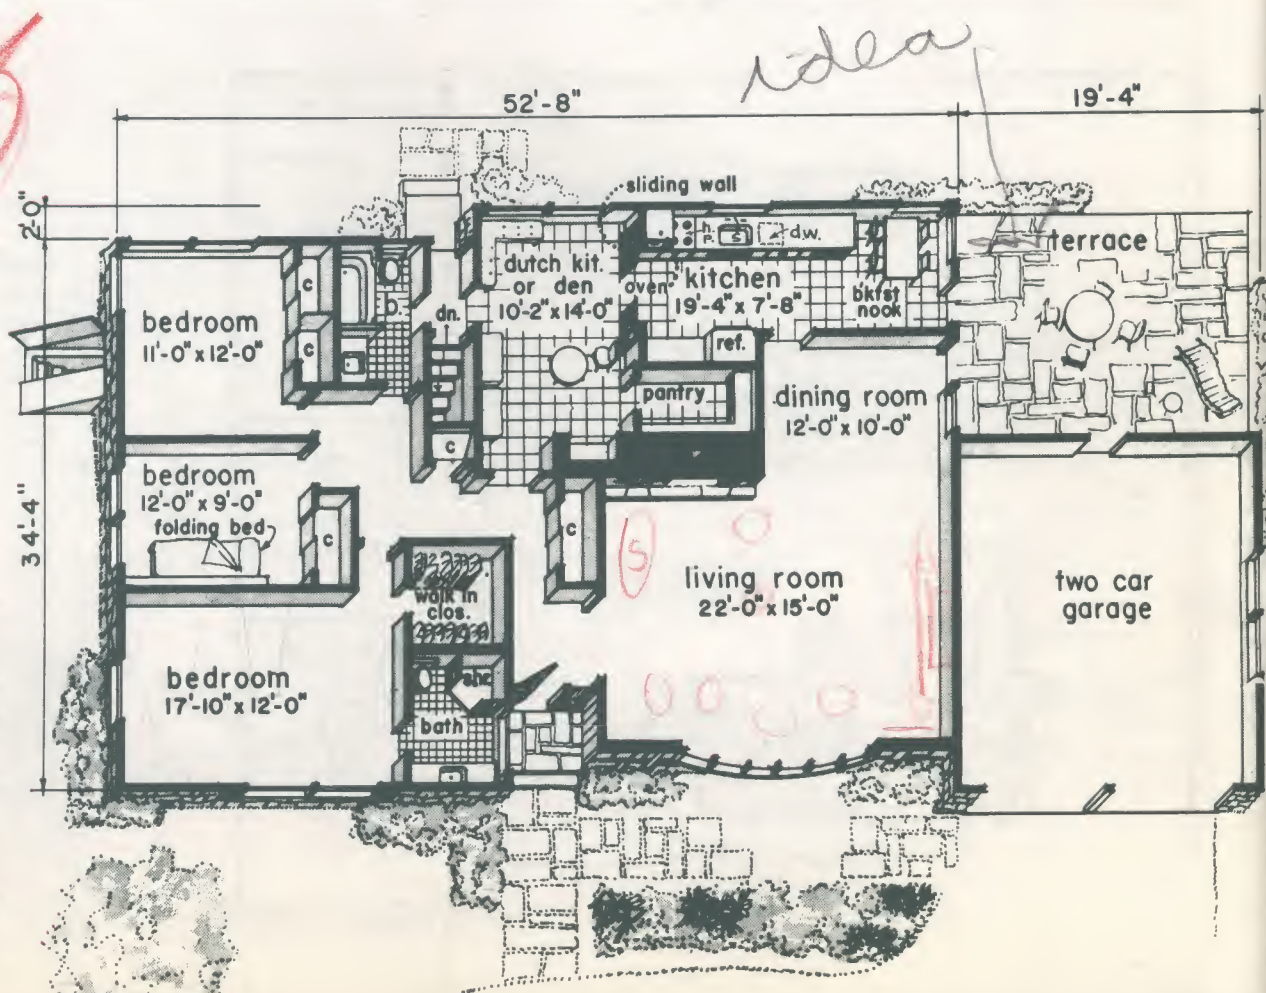 idea
52'-8"
19'-4"
2'-0"
sliding wall
terrace
dutch kit.
or den
10'-2" x 14'-0"
oven
h.
p.
s
d.w.
kitchen
19'-4" x 7'-8"
bkfst
nook
bedroom
11'-0" x 12'-0"
c
c
b.
dn.
ref.
pantry
dining room
12'-0" x 10'-0"
c
bedroom
12'-0" x 9'-0"
folding bed
c
c
S
34'-4"
living room
22'-0" x 15'-0"
two car
garage
walk in
clos.
bedroom
17'-10" x 12'-0"
shr.
bath